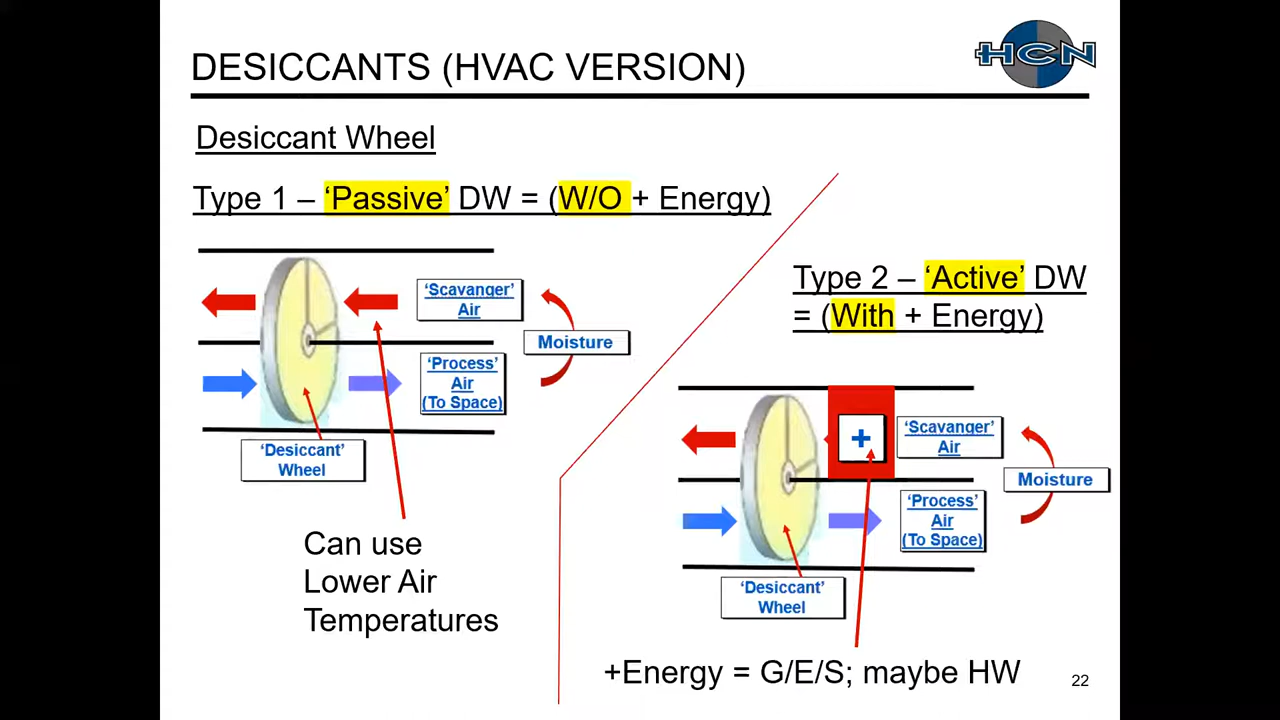 DESICCANTS (HVAC VERSION)
HCN
Desiccant Wheel
Type 1 – ‘Passive’ DW = (W/O + Energy)
‘Scavanger’
Air
Moisture
‘Process’
Air
(To Space)
‘Desiccant’
Wheel
Can use
Lower Air
Temperatures
Type 2 – ‘Active’ DW
= (With + Energy)
+
‘Scavanger’
Air
Moisture
‘Process’
Air
(To Space)
‘Desiccant’
Wheel
+Energy = G/E/S; maybe HW
22